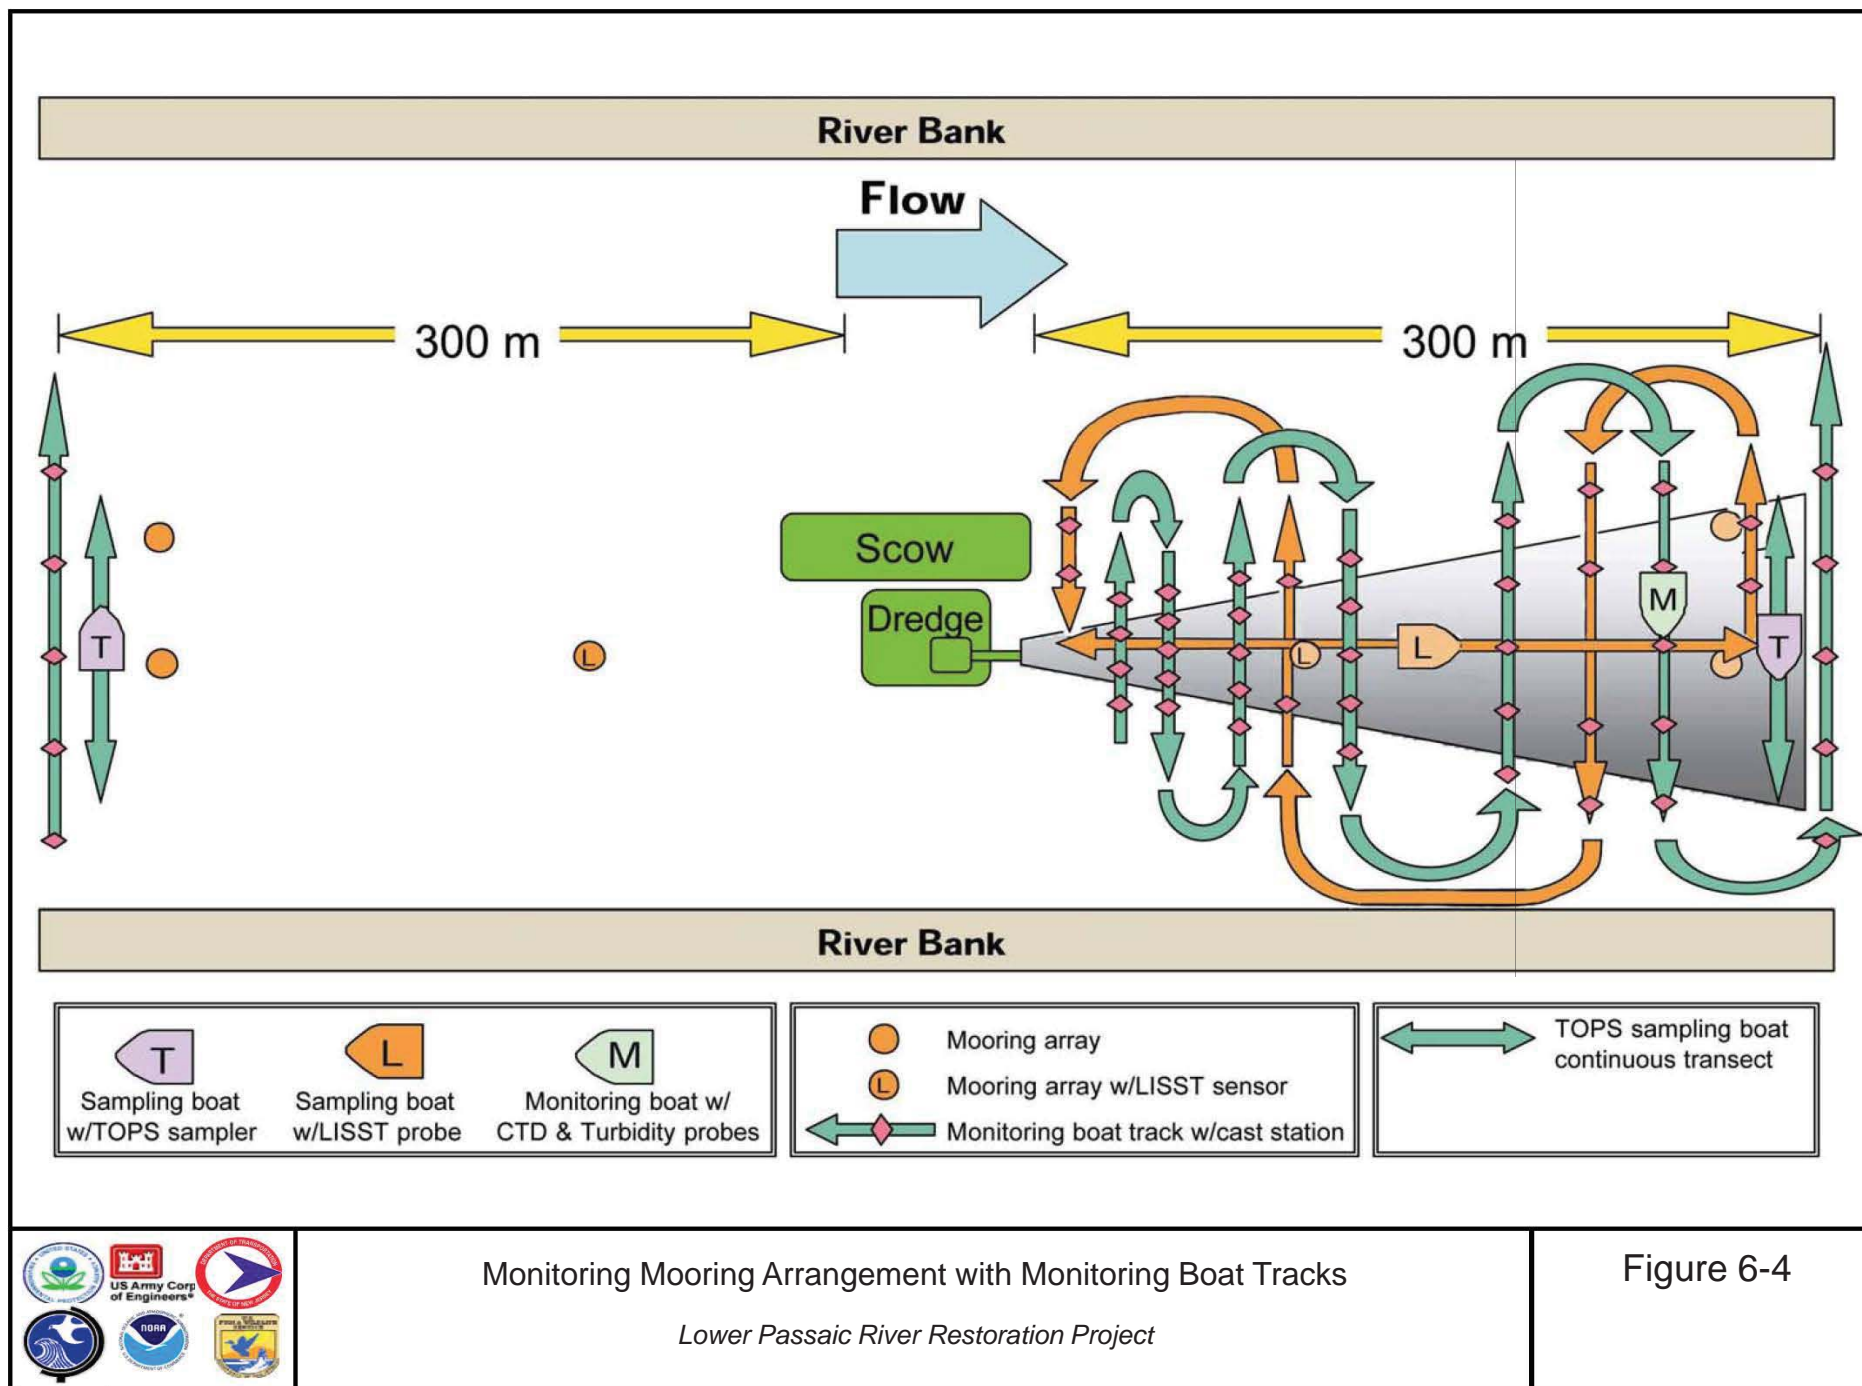 River Bank
Flow
300 m
300 m
Scow
Dredge
M
T
L
L
L
T
River Bank
T
Sampling boat
w/TOPS sampler
L
Sampling boat
w/LISST probe
M
Monitoring boat w/
CTD & Turbidity probes
Mooring array
L
Mooring array w/LISST sensor
Monitoring boat track w/cast station
TOPS sampling boat
continuous transect
US Army Corp
of Engineers®
NOAA
Monitoring Mooring Arrangement with Monitoring Boat Tracks
Lower Passaic River Restoration Project
Figure 6-4